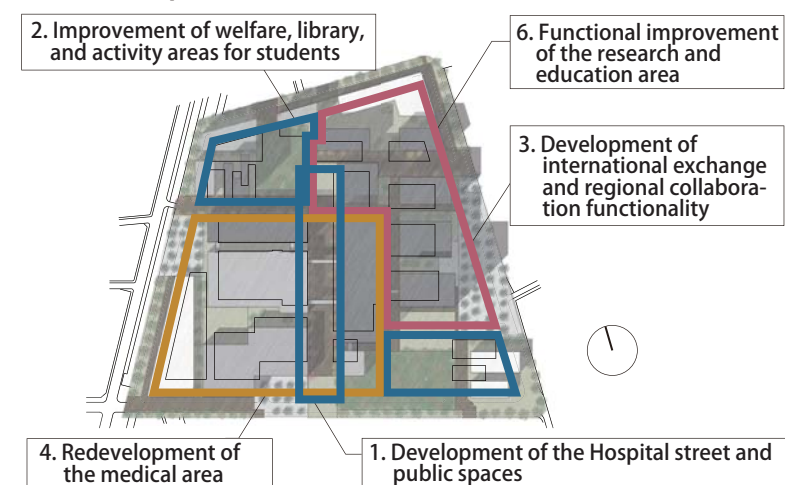 2. Improvement of welfare, library,
and activity areas for students
6. Functional improvement
of the research and
education area
3. Development of
international exchange
and regional collabora-
tion functionality
4. Redevelopment of
the medical area
1. Development of the Hospital street and
public spaces